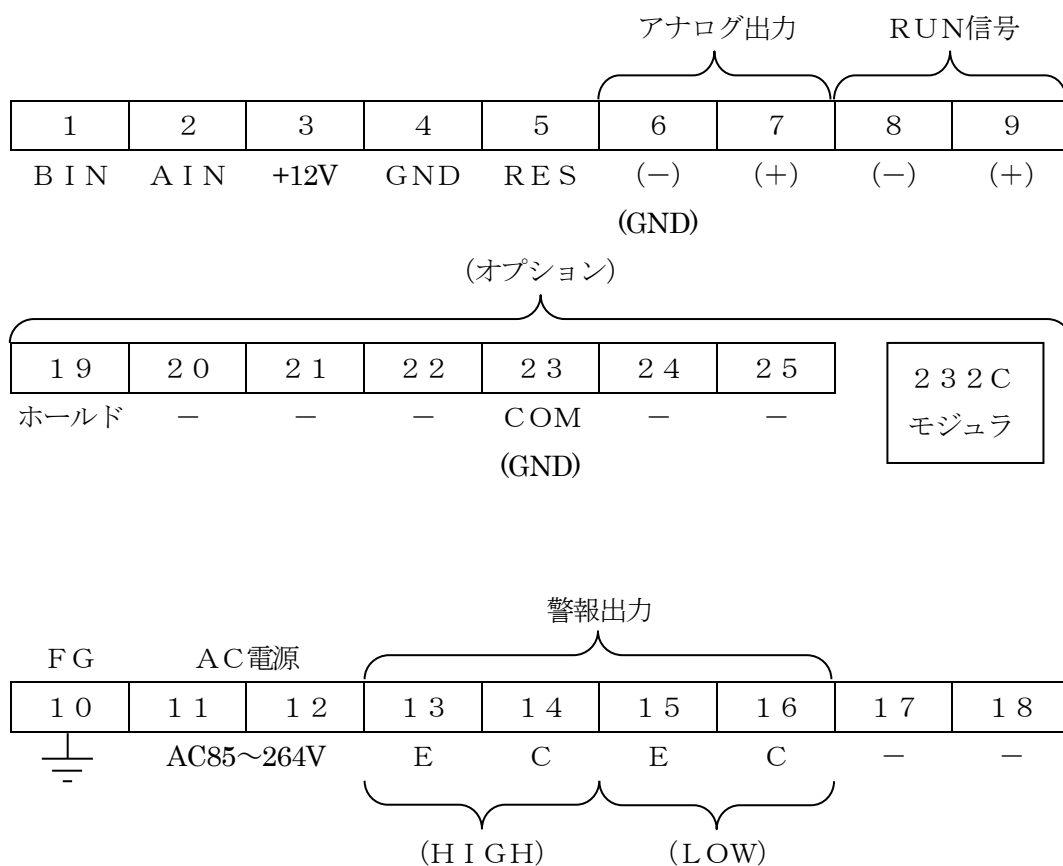 アナログ出力 RUN信号
1 2 3 4 5 6 7 8 9
BIN AIN +12V GND RES (−) (+) (−) (+)
(GND)
(オプション)
19 20 21 22 23 24 25
ホールド − − − COM − −
(GND)
232C
モジュラ
警報出力
FG AC電源
10 11 12 13 14 15 16 17 18
AC85~264V E C E C − −
(HIGH) (LOW)